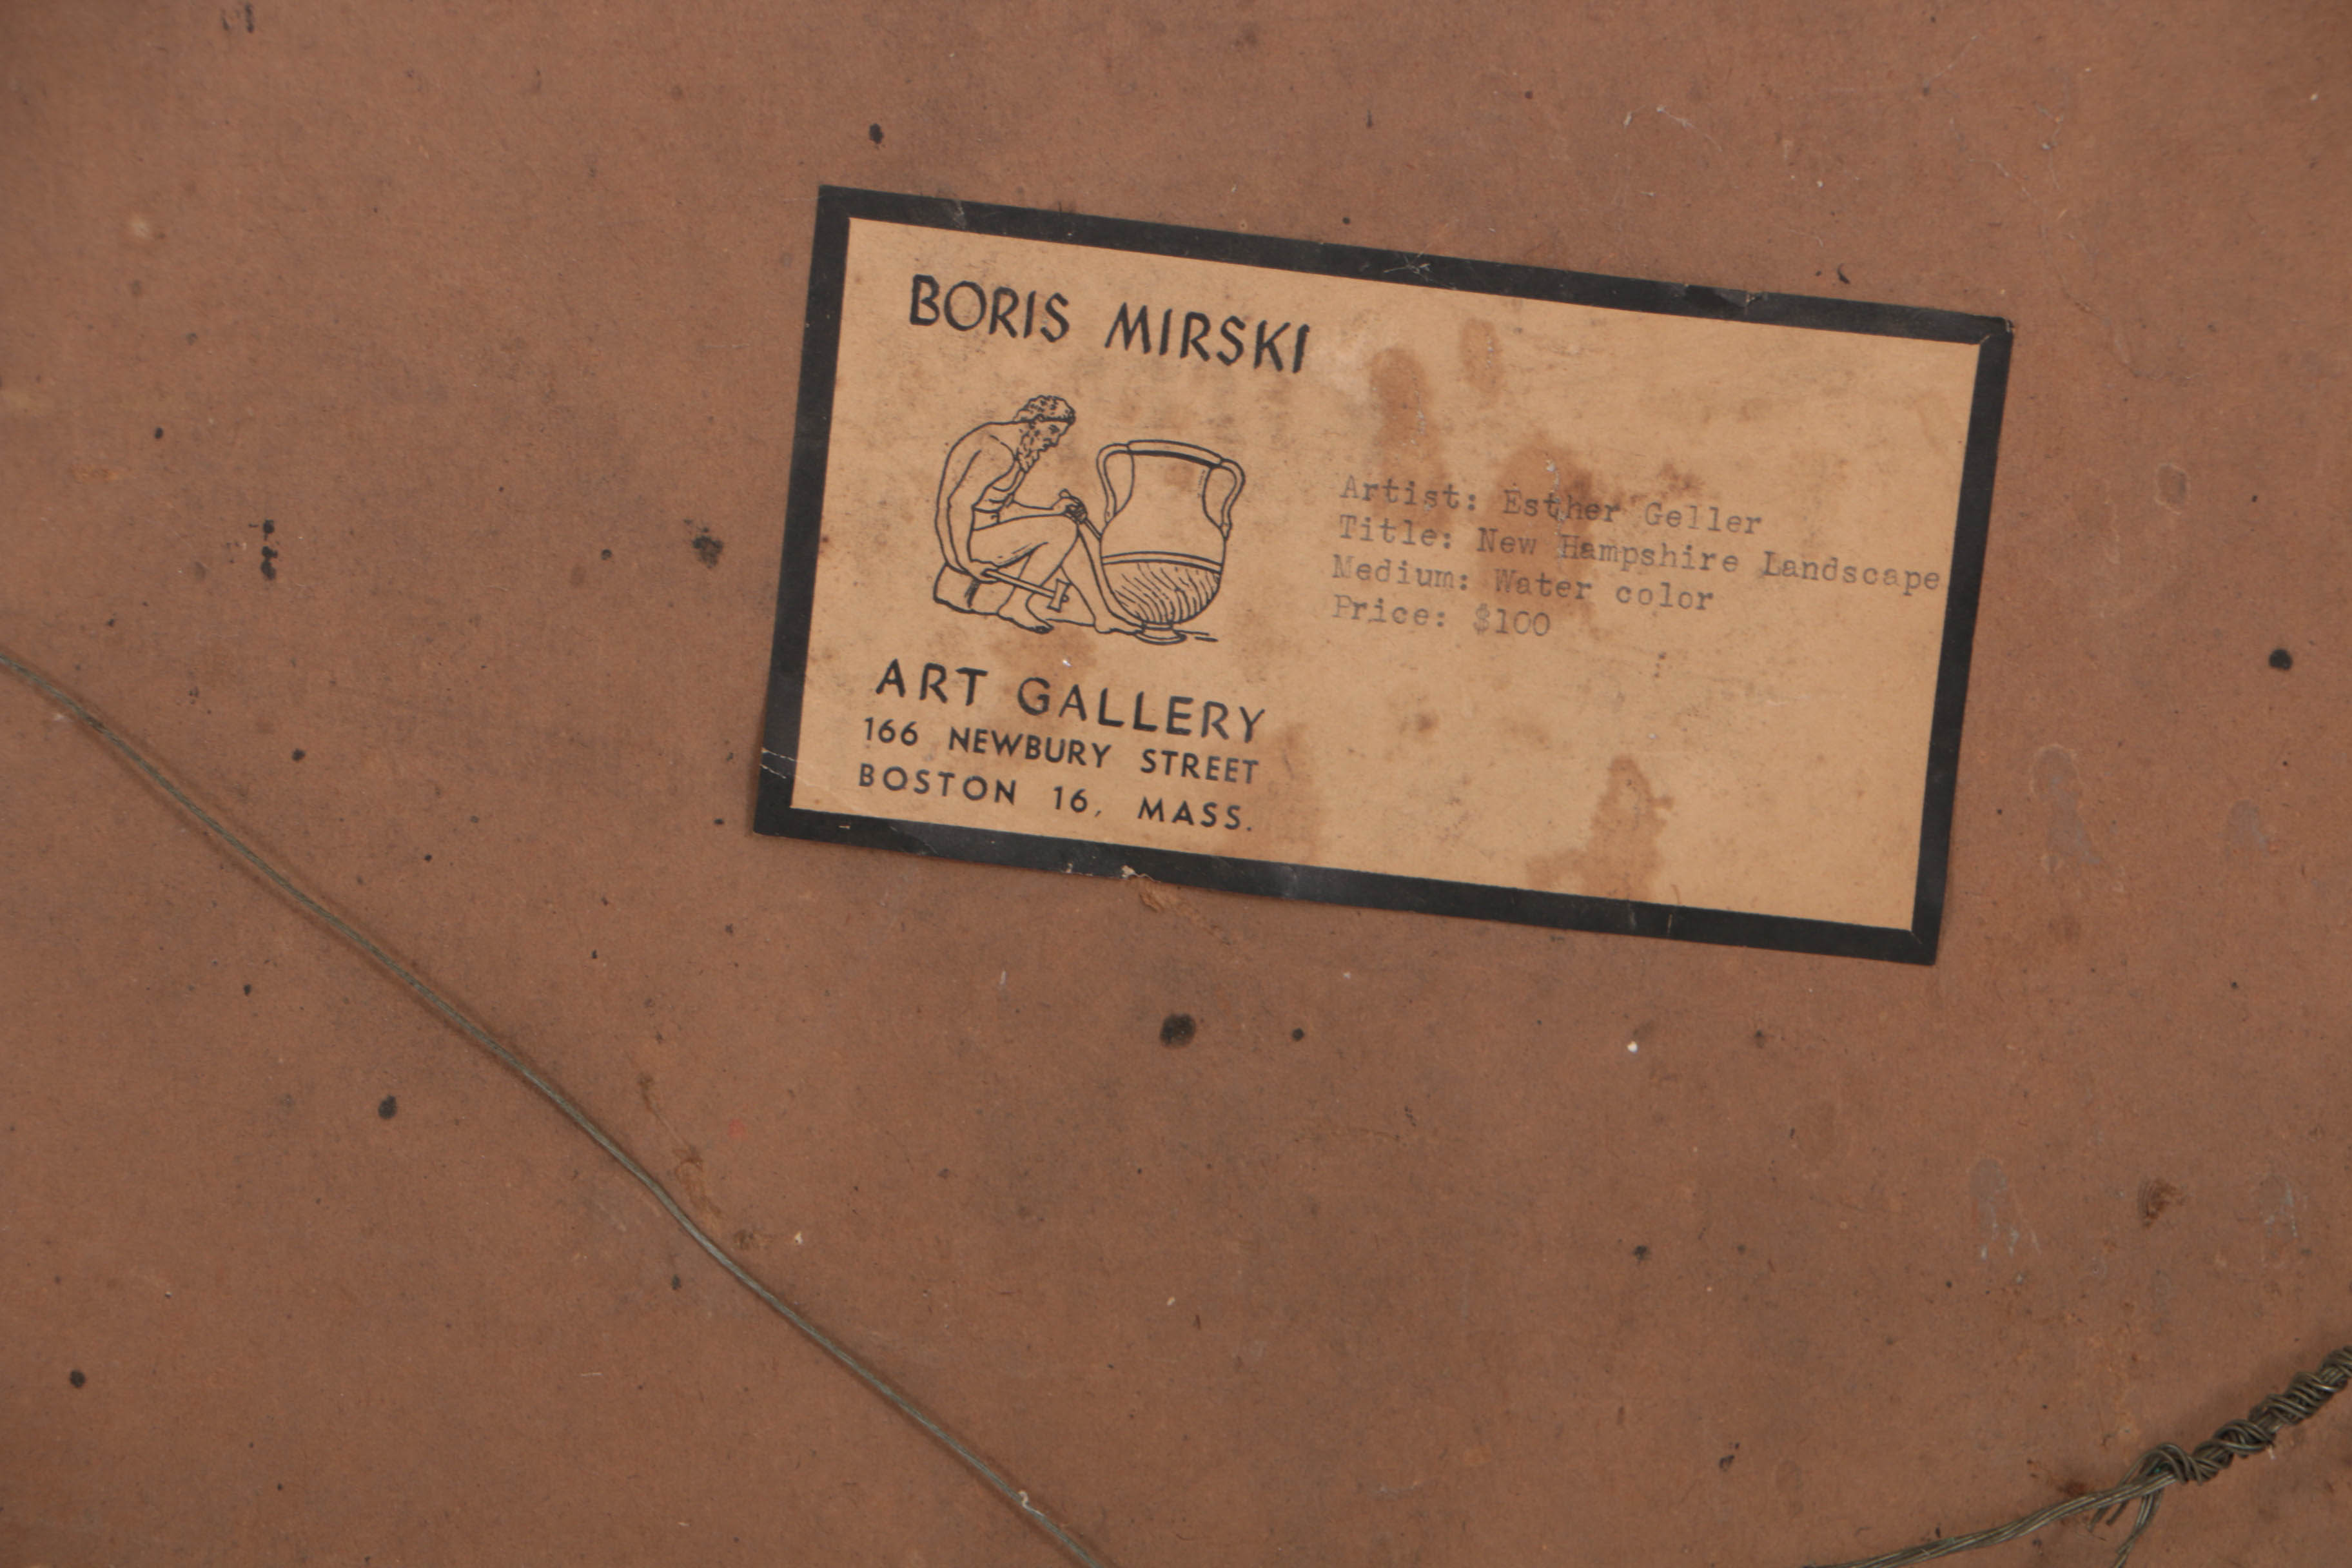 BORIS MIRSKI
ART GALLERY
166 NEWBURY STREET
BOSTON 16, MASS.
Artist: Esther Geller
Title: New Hampshire Landscape
Medium: Water color
Price: $100